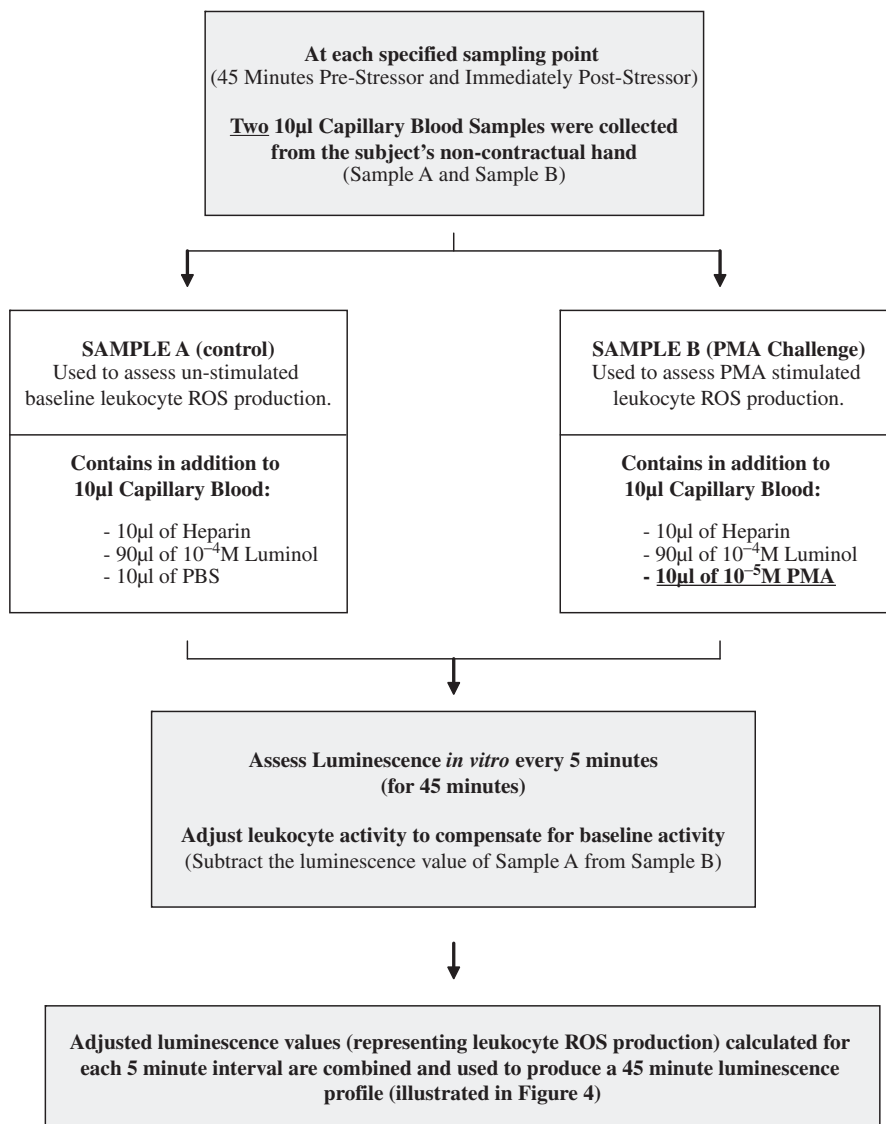 At each specified sampling point
(45 Minutes Pre-Stressor and Immediately Post-Stressor)
Two 10µl Capillary Blood Samples were collected
from the subject's non-contractual hand
(Sample A and Sample B)
SAMPLE A (control)
Used to assess un-stimulated
baseline leukocyte ROS production.
Contains in addition to
10µl Capillary Blood:
- 10µl of Heparin
- 90µl of 10⁻⁴M Luminol
- 10µl of PBS
SAMPLE B (PMA Challenge)
Used to assess PMA stimulated
leukocyte ROS production.
Contains in addition to
10µl Capillary Blood:
- 10µl of Heparin
- 90µl of 10⁻⁴M Luminol
- 10µl of 10⁻⁵M PMA
Assess Luminescence in vitro every 5 minutes
(for 45 minutes)
Adjust leukocyte activity to compensate for baseline activity
(Subtract the luminescence value of Sample A from Sample B)
Adjusted luminescence values (representing leukocyte ROS production) calculated for
each 5 minute interval are combined and used to produce a 45 minute luminescence
profile (illustrated in Figure 4)